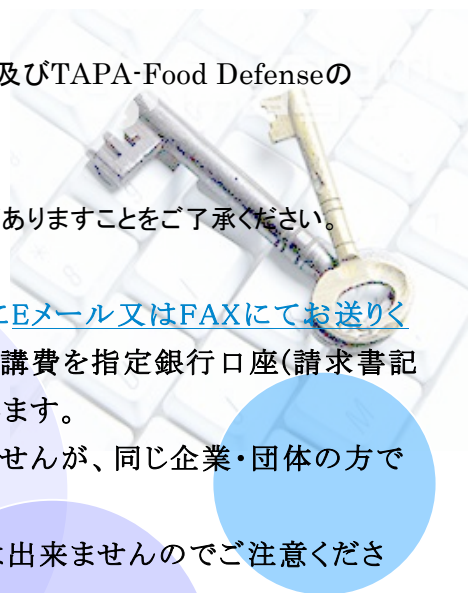 及びTAPA-Food Defenseの
ありますことをご了承ください。
にEメール又はFAXにてお送りく
講費を指定銀行口座(請求書記
ます。
せんが、同じ企業・団体の方で
は出来ませんのでご注意くださ